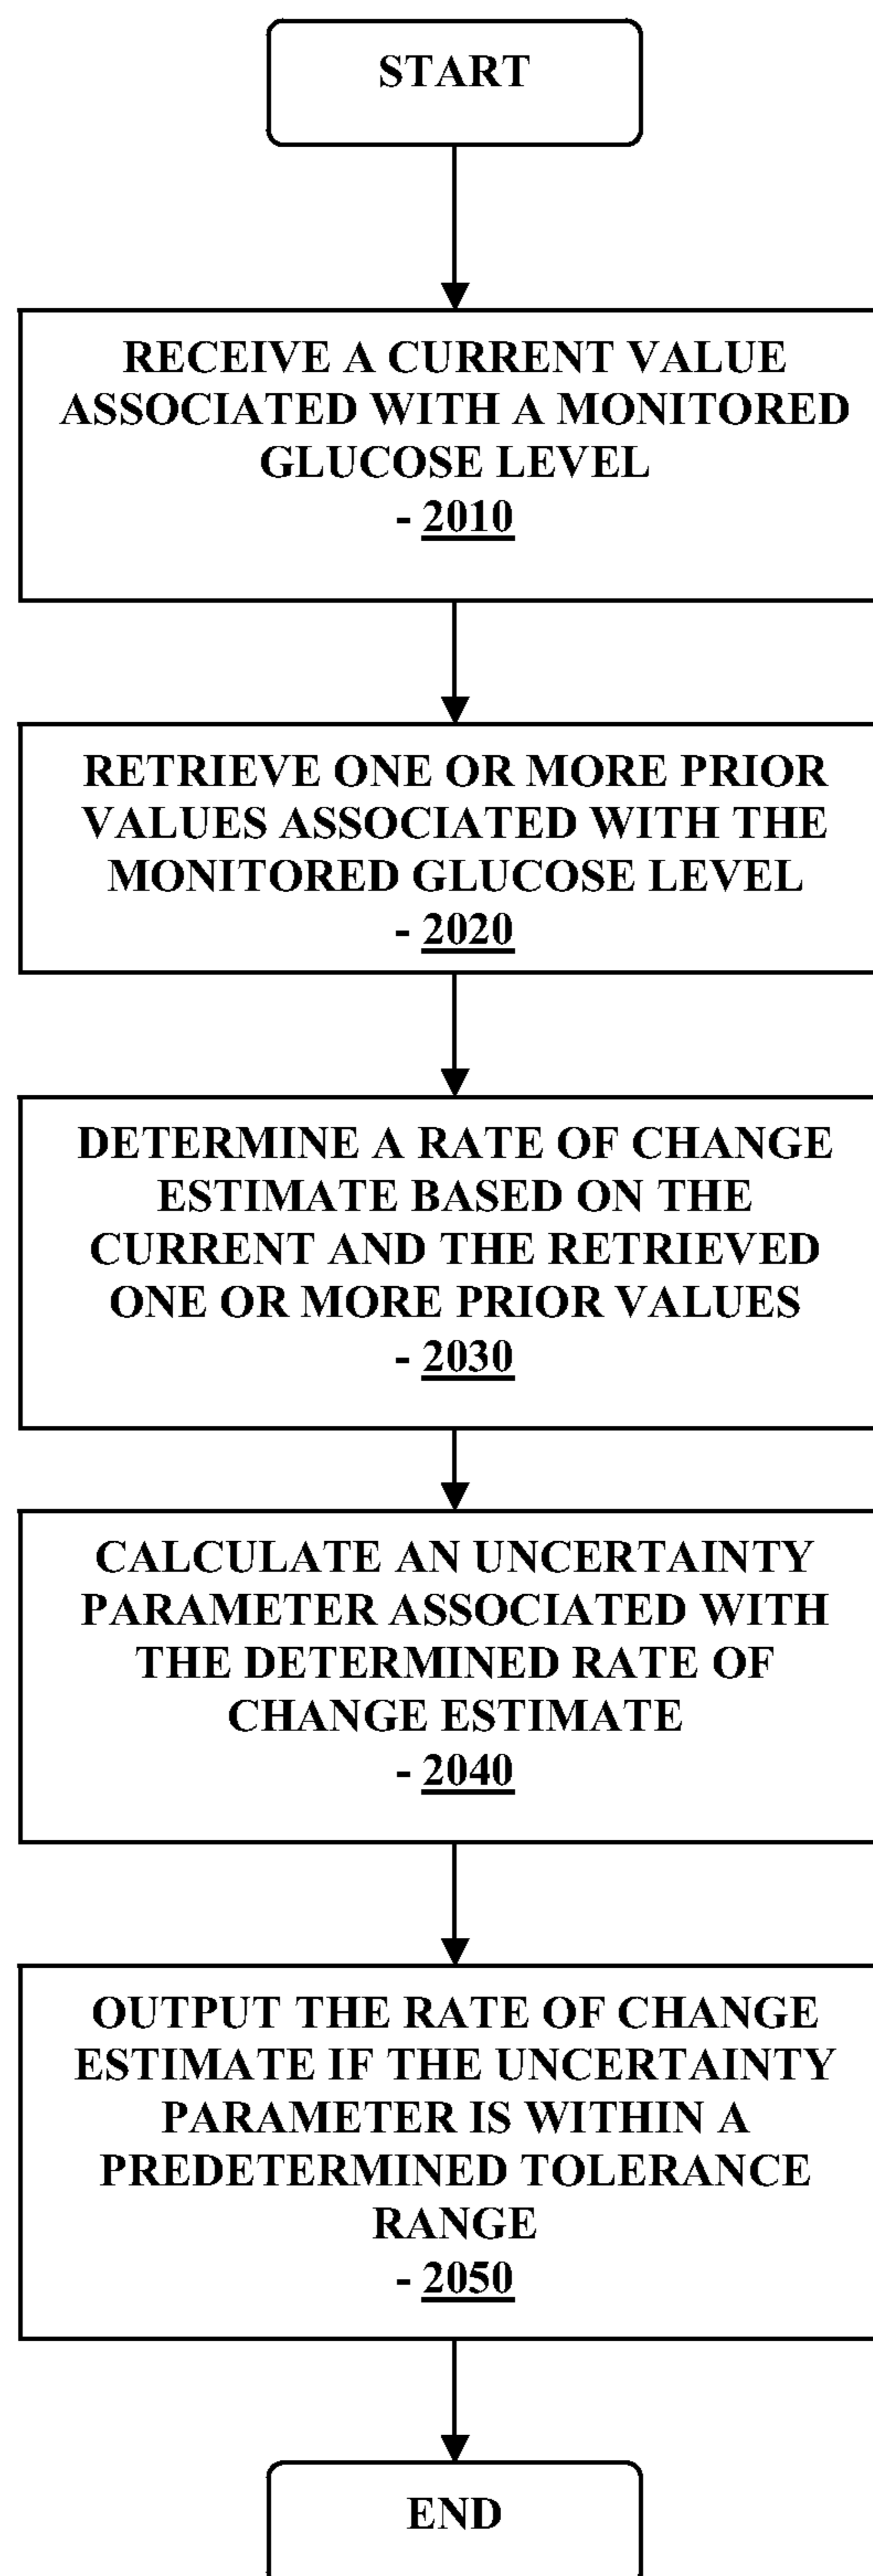 START
RECEIVE A CURRENT VALUE
ASSOCIATED WITH A MONITORED
GLUCOSE LEVEL
- 2010
RETRIEVE ONE OR MORE PRIOR
VALUES ASSOCIATED WITH THE
MONITORED GLUCOSE LEVEL
- 2020
DETERMINE A RATE OF CHANGE
ESTIMATE BASED ON THE
CURRENT AND THE RETRIEVED
ONE OR MORE PRIOR VALUES
- 2030
CALCULATE AN UNCERTAINTY
PARAMETER ASSOCIATED WITH
THE DETERMINED RATE OF
CHANGE ESTIMATE
- 2040
OUTPUT THE RATE OF CHANGE
ESTIMATE IF THE UNCERTAINTY
PARAMETER IS WITHIN A
PREDETERMINED TOLERANCE
RANGE
- 2050
END